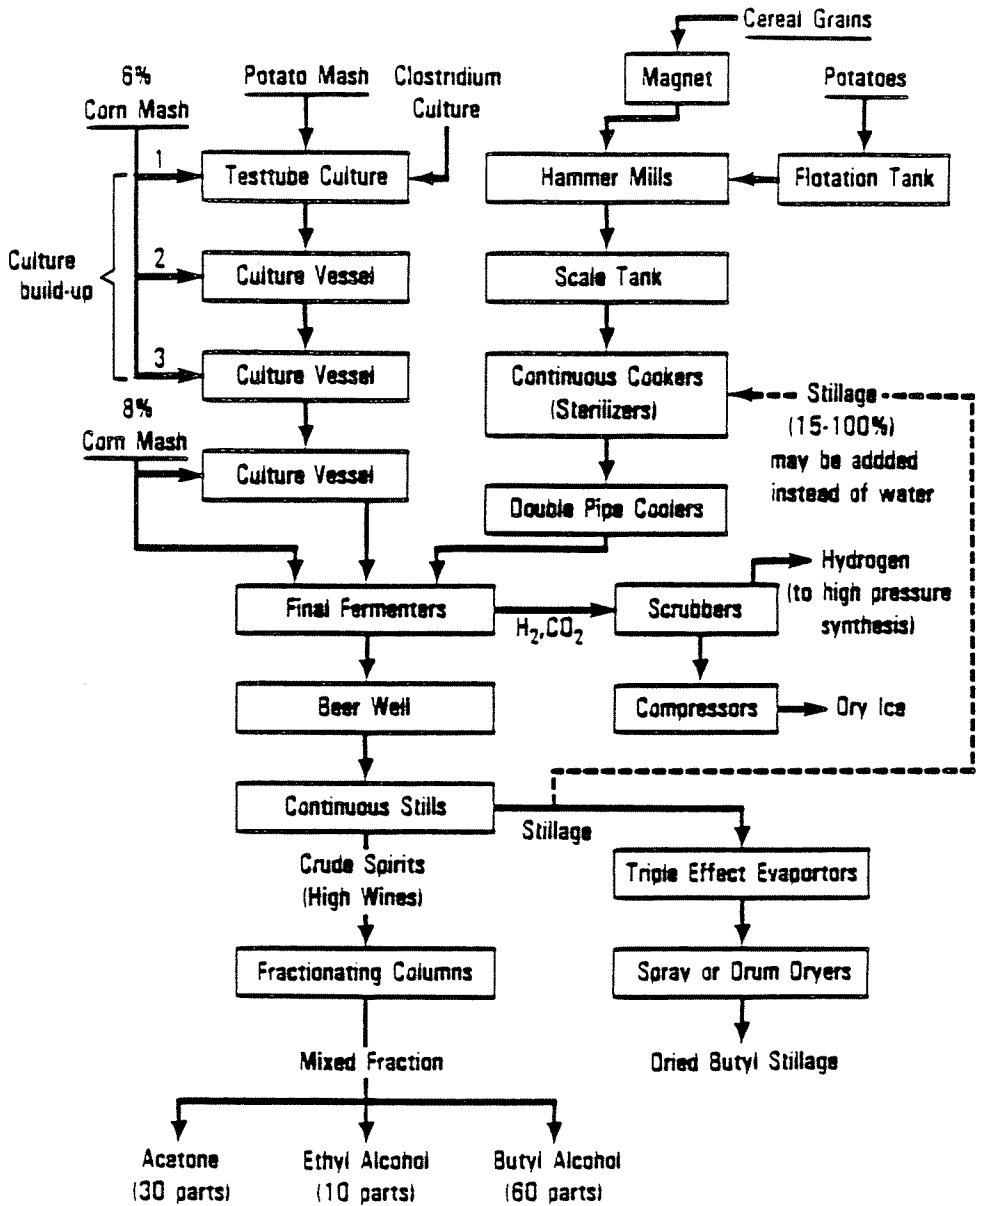 Cereal Grains
6%
Corn Mash
Potato Mash
Clostridium
Culture
Magnet
Potatoes
1
Testtube Culture
Hammer Mills
Flotation Tank
Culture
build-up
2
Culture Vessel
Scale Tank
3
Culture Vessel
Continuous Cookers
(Sterilizers)
Stillage
(15-100%)
may be addded
instead of water
8%
Corn Mash
Culture Vessel
Double Pipe Coolers
Final Fermenters
H2,CO2
Scrubbers
Hydrogen
(to high pressure
synthesis)
Beer Well
Compressors
Dry Ice
Continuous Stills
Stillage
Crude Spirits
(High Wines)
Triple Effect Evaportors
Fractionating Columns
Spray or Drum Dryers
Mixed Fraction
Dried Butyl Stillage
Acetone
(30 parts)
Ethyl Alcohol
(10 parts)
Butyl Alcohol
(60 parts)